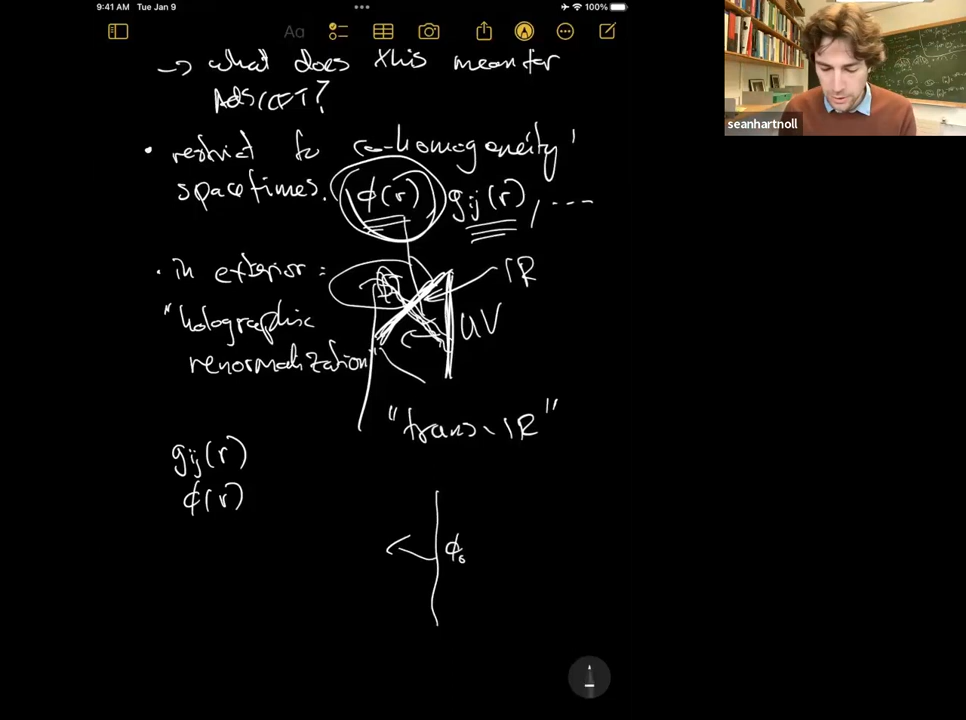 9:41 AM Tue Jan 9
100%
Aa
→ what does this mean for
AdS/CFT?
• restrict to co-homogeneity 1
spacetimes. φ(r) gij(r), ---
• in exterior:
IR
"holographic
UV
renormalization"
"trans-IR"
gij(r)
φ(r)
φ₀
seanhartnoll